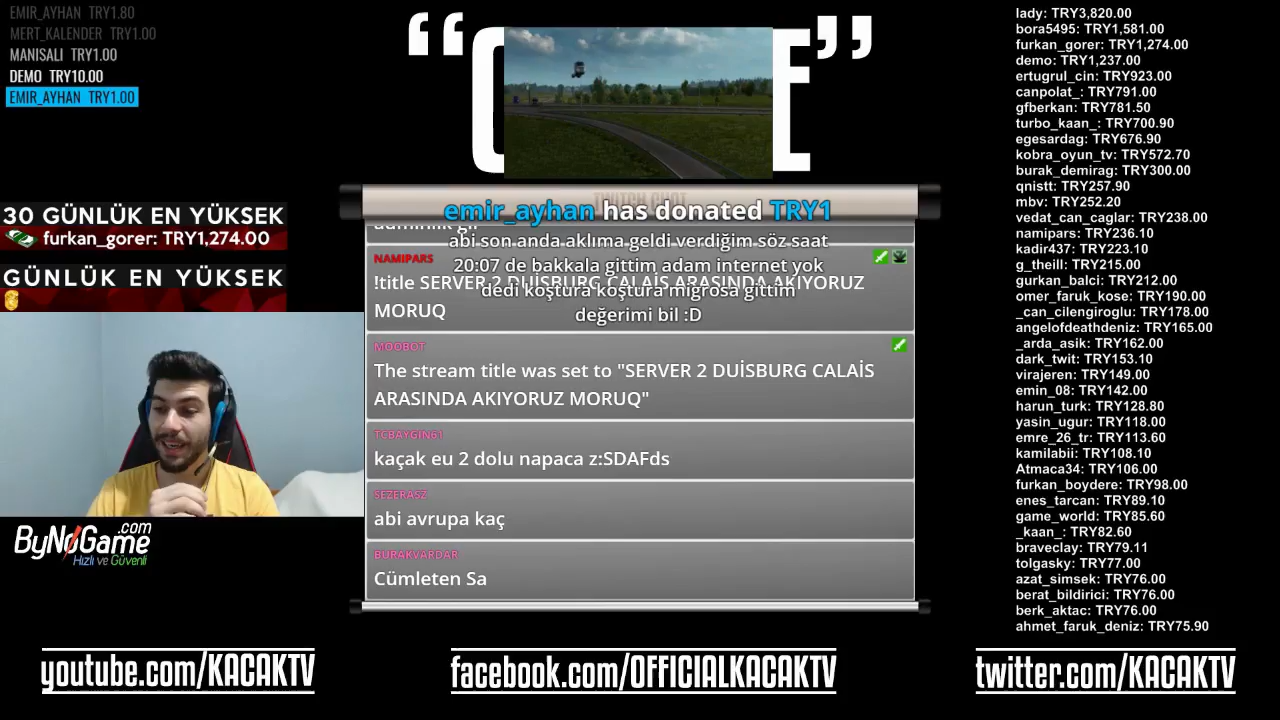 EMIR_AYHAN TRY1.80
MERT_KALENDER TRY1.00
MANISALI TRY1.00
DEMO TRY10.00
EMIR_AYHAN TRY1.00
30 GÜNLÜK EN YÜKSEK
furkan_gorer: TRY1,274.00
GÜNLÜK EN YÜKSEK
ByNoGame.com
Hızlı ve Güvenli
“
”
TWITCH CHAT
emir_ayhan has donated TRY1
abi son anda aklıma geldi verdiğim söz saat
20:07 de bakkala gittim adam internet yok
dedi koştura koştura migrosa gittim
değerimi bil :D
NAMIPARS
!title SERVER 2 DUİSBURG CALAİS ARASINDA AKIYORUZ
MORUQ
MOOBOT
The stream title was set to "SERVER 2 DUİSBURG CALAİS
ARASINDA AKIYORUZ MORUQ"
TCBAYGIN61
kaçak eu 2 dolu napaca z:SDAFds
SEZERASZ
abi avrupa kaç
BURAKVARDAR
Cümleten Sa
lady: TRY3,820.00
bora5495: TRY1,581.00
furkan_gorer: TRY1,274.00
demo: TRY1,237.00
ertugrul_cin: TRY923.00
canpolat_: TRY791.00
gfberkan: TRY781.50
turbo_kaan_: TRY700.90
egesardag: TRY676.90
kobra_oyun_tv: TRY572.70
burak_demirag: TRY300.00
qnistt: TRY257.90
mbv: TRY252.20
vedat_can_caglar: TRY238.00
namipars: TRY236.10
kadir437: TRY223.10
g_theill: TRY215.00
gurkan_balci: TRY212.00
omer_faruk_kose: TRY190.00
_can_cilengiroglu: TRY178.00
angelofdeathdeniz: TRY165.00
_arda_asik: TRY162.00
dark_twit: TRY153.10
virajeren: TRY149.00
emin_08: TRY142.00
harun_turk: TRY128.80
yasin_ugur: TRY118.00
emre_26_tr: TRY113.60
kamilabii: TRY108.10
Atmaca34: TRY106.00
furkan_boydere: TRY98.00
enes_tarcan: TRY89.10
game_world: TRY85.60
_kaan_: TRY82.60
braveclay: TRY79.11
tolgasky: TRY77.00
azat_simsek: TRY76.00
berat_bildirici: TRY76.00
berk_aktac: TRY76.00
ahmet_faruk_deniz: TRY75.90
youtube.com/KACAKTV
facebook.com/OFFICIALKACAKTV
twitter.com/KACAKTV